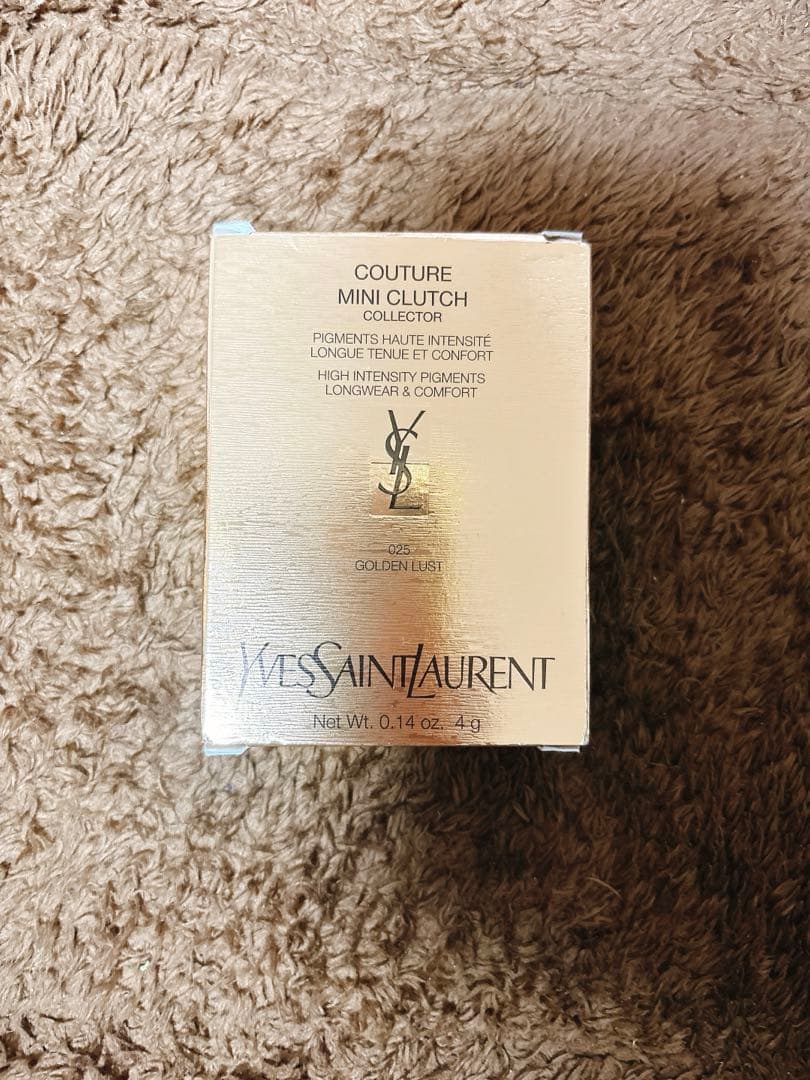 COUTURE
MINI CLUTCH
COLLECTOR
PIGMENTS HAUTE INTENSITÉ
LONGUE TENUE ET CONFORT
HIGH INTENSITY PIGMENTS
LONGWEAR & COMFORT
YSL
025
GOLDEN LUST
YVESSAINTLAURENT
Net Wt. 0.14 oz. 4 g